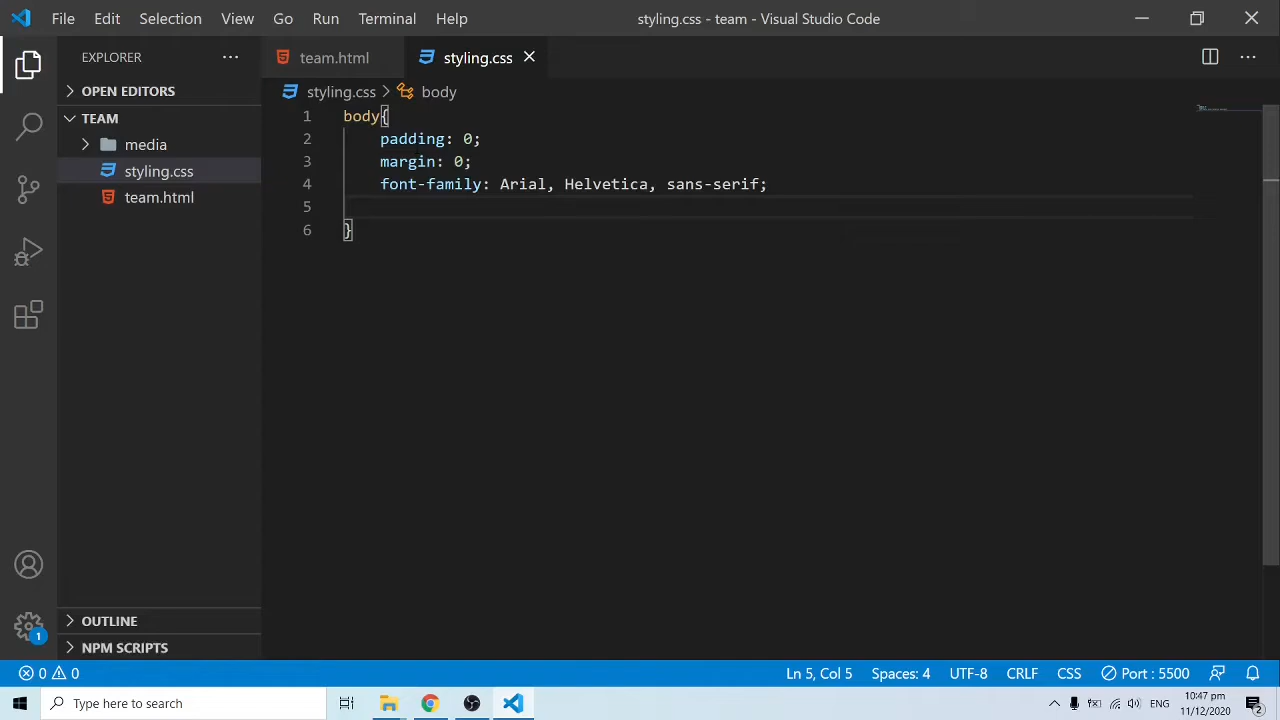 File Edit Selection View Go Run Terminal Help
styling.css - team - Visual Studio Code
EXPLORER
team.html
styling.css
OPEN EDITORS
styling.css
body
TEAM
media
styling.css
team.html
1 body{
2 padding: 0;
3 margin: 0;
4 font-family: Arial, Helvetica, sans-serif;
5
6 }
OUTLINE
NPM SCRIPTS
1
0 0
Ln 5, Col 5 Spaces: 4 UTF-8 CRLF CSS Port : 5500
Type here to search
ENG
10:47 pm
11/12/2020
2